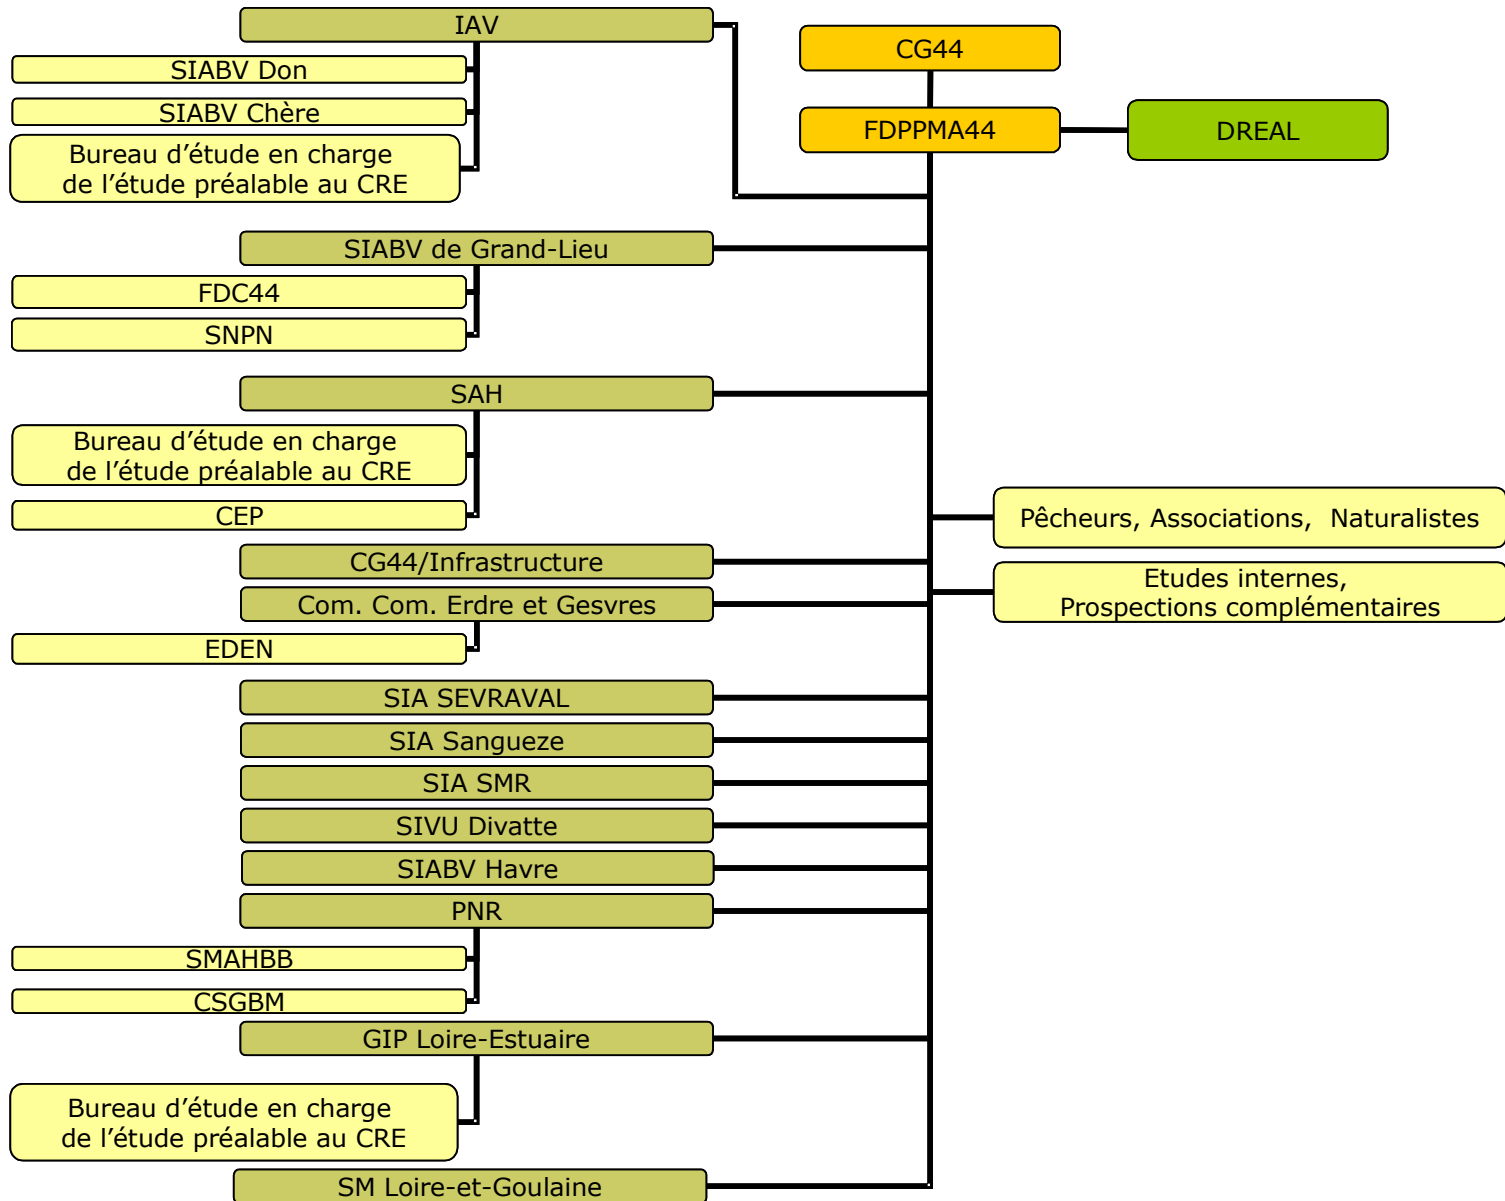 IAV
SIABV Don
SIABV Chère
Bureau d’étude en charge
de l’étude préalable au CRE
CG44
FDPPMA44
DREAL
SIABV de Grand-Lieu
FDC44
SNPN
SAH
Bureau d’étude en charge
de l’étude préalable au CRE
CEP
Pêcheurs, Associations, Naturalistes
Etudes internes,
Prospections complémentaires
CG44/Infrastructure
Com. Com. Erdre et Gesvres
EDEN
SIA SEVRAVAL
SIA Sangueze
SIA SMR
SIVU Divatte
SIABV Havre
PNR
SMAHBB
CSGBM
GIP Loire-Estuaire
Bureau d’étude en charge
de l’étude préalable au CRE
SM Loire-et-Goulaine